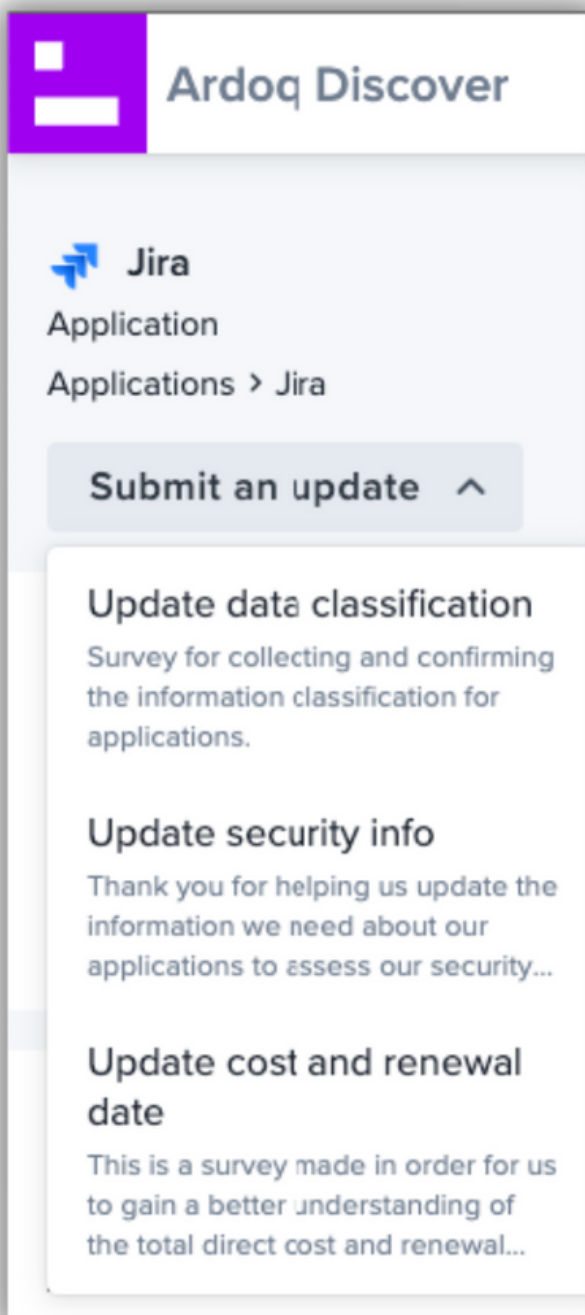 Ardoq Discover
Jira
Application
Applications > Jira
Submit an update
Update data classification
Survey for collecting and confirming
the information classification for
applications.
Update security info
Thank you for helping us update the
information we need about our
applications to assess our security...
Update cost and renewal
date
This is a survey made in order for us
to gain a better understanding of
the total direct cost and renewal...